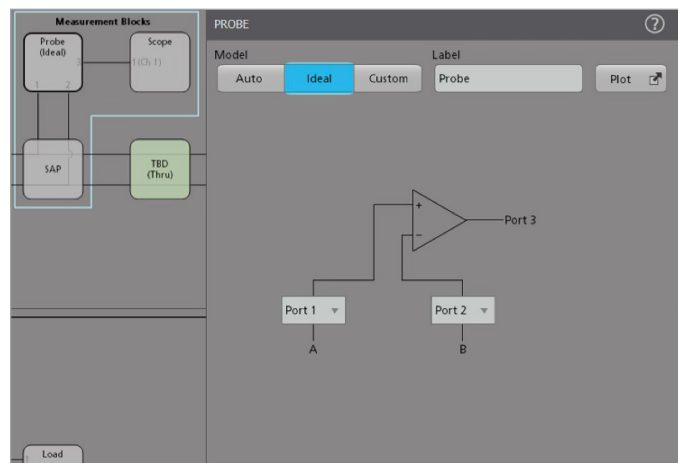 Measurement Blocks
Probe
(Ideal)
Scope
3
1(Ch 1)
1 2
SAP
TBD
(Thru)
Load
1
PROBE
?
Model
Label
Auto
Ideal
Custom
Probe
Plot
+
−
Port 3
Port 1
Port 2
A
B